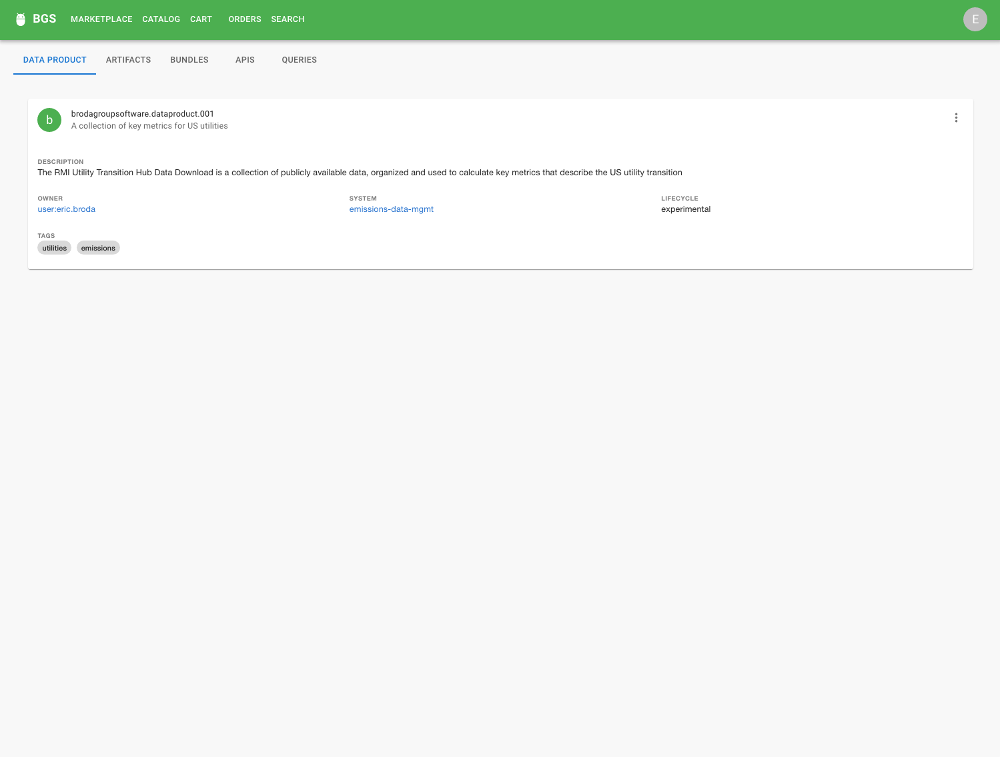 BGS MARKETPLACE CATALOG CART ORDERS SEARCH E
DATA PRODUCT ARTIFACTS BUNDLES APIS QUERIES
b
brodagroupsoftware.dataproduct.001
A collection of key metrics for US utilities
DESCRIPTION
The RMI Utility Transition Hub Data Download is a collection of publicly available data, organized and used to calculate key metrics that describe the US utility transition
OWNER SYSTEM LIFECYCLE
user:eric.broda emissions-data-mgmt experimental
TAGS
utilities emissions